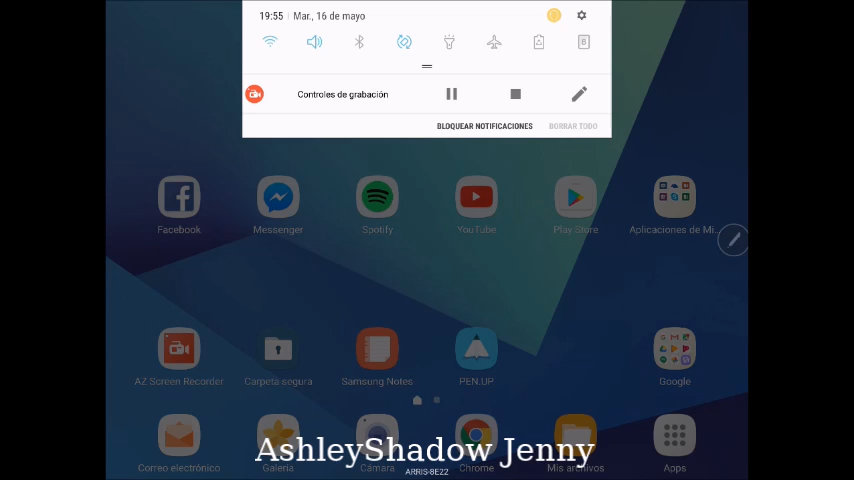 19:55 | Mar., 16 de mayo
B
Controles de grabación
BLOQUEAR NOTIFICACIONES BORRAR TODO
Facebook Messenger Spotify YouTube Play Store Aplicaciones de Mi...
AZ Screen Recorder Carpeta segura Samsung Notes PEN.UP Google
AshleyShadow Jenny
Correo electrónico Galería Cámara Chrome Mis archivos Apps
ARRIS-8E22